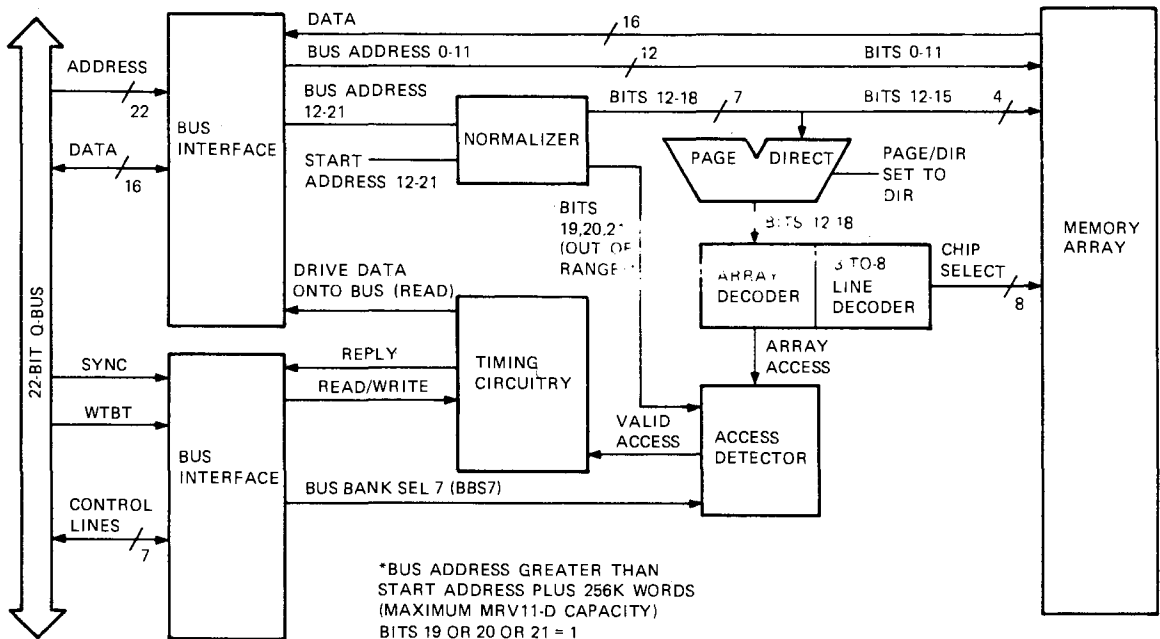 22-BIT Q-BUS
ADDRESS
22
DATA
16
BUS
INTERFACE
DATA
16
BUS ADDRESS 0-11
12
BITS 0-11
BUS ADDRESS
12-21
START
ADDRESS 12-21
NORMALIZER
BITS 12-18
7
BITS 12-15
4
PAGE
DIRECT
PAGE/DIR
SET TO
DIR
BITS
(OUT OF
BITS 12-18
ARRAY
DECODER
LINE
DECODER
CHIP
SELECT
8
MEMORY
ARRAY
DRIVE DATA
ONTO BUS (READ)
REPLY
READ/WRITE
TIMING
CIRCUITRY
ARRAY
ACCESS
VALID
ACCESS
ACCESS
DETECTOR
SYNC
WTBT
BUS
INTERFACE
CONTROL
LINES
7
BUS BANK SEL 7 (BBS7)
*BUS ADDRESS GREATER THAN
START ADDRESS PLUS 256K WORDS
(MAXIMUM MRV11-D CAPACITY)
BITS 19 OR 20 OR 21 = 1